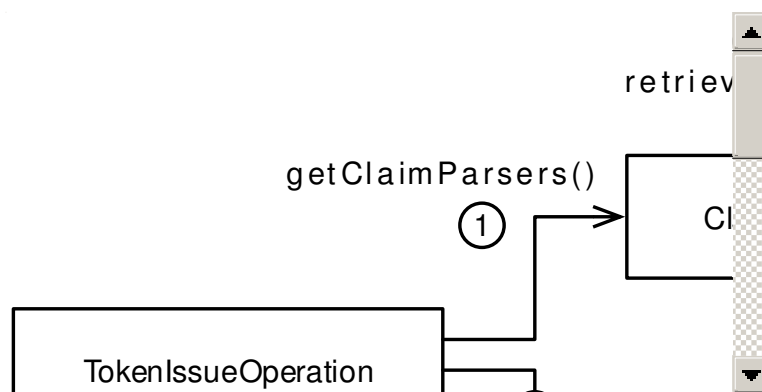 retriev
getClaimParsers()
1
Cl
TokenIssueOperation